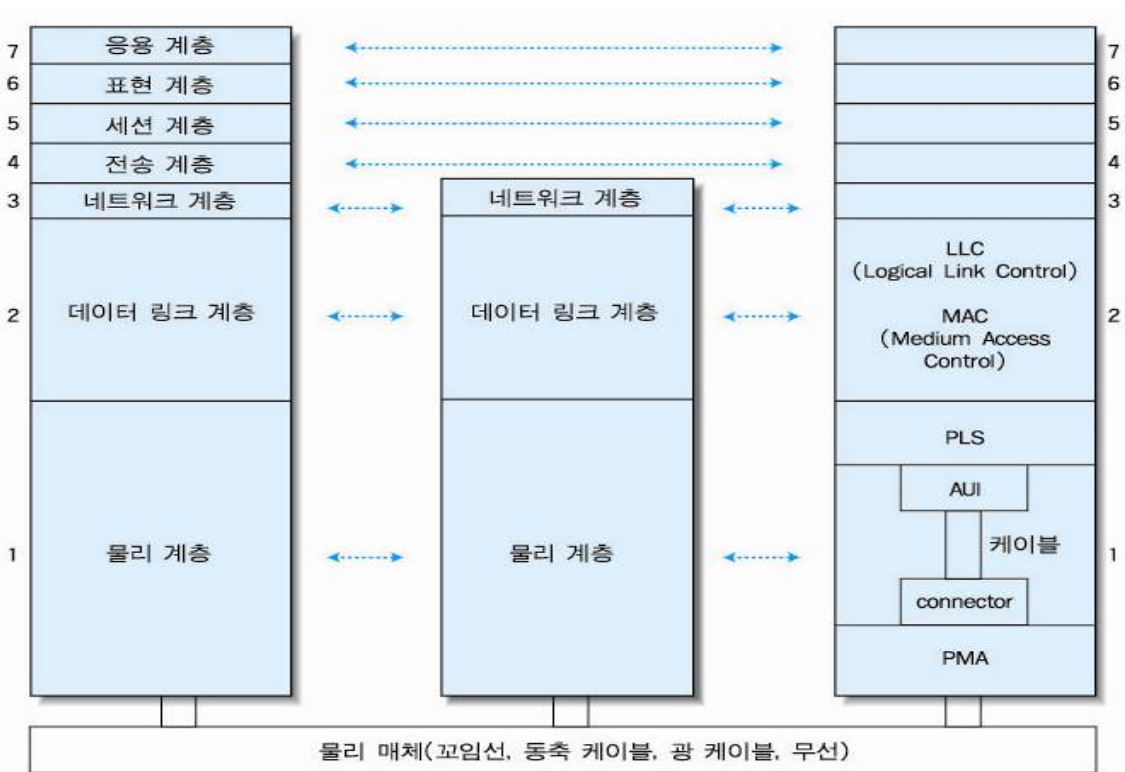 7 응용 계층 7
6 표현 계층 6
5 세션 계층 5
4 전송 계층 4
3 네트워크 계층 네트워크 계층 3
LLC
(Logical Link Control)
2 데이터 링크 계층 데이터 링크 계층 2
MAC
(Medium Access
Control)
PLS
AUI
케이블
1 물리 계층 물리 계층 1
connector
PMA
물리 매체(꼬임선, 동축 케이블, 광 케이블, 무선)